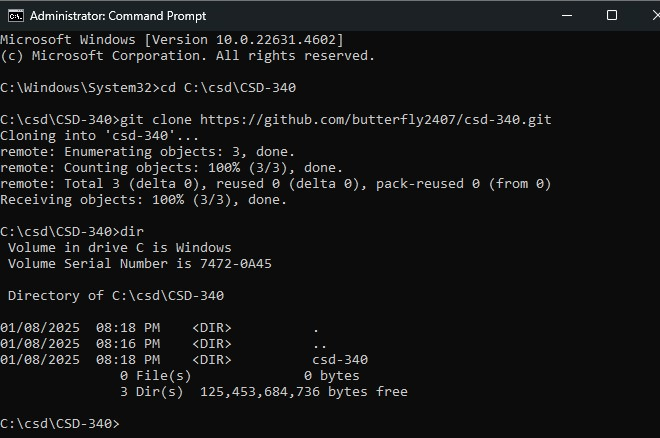 Administrator: Command Prompt
Microsoft Windows [Version 10.0.22631.4602]
(c) Microsoft Corporation. All rights reserved.
C:\Windows\System32>cd C:\csd\CSD-340
C:\csd\CSD-340>git clone https://github.com/butterfly2407/csd-340.git
Cloning into 'csd-340'...
remote: Enumerating objects: 3, done.
remote: Counting objects: 100% (3/3), done.
remote: Total 3 (delta 0), reused 0 (delta 0), pack-reused 0 (from 0)
Receiving objects: 100% (3/3), done.
C:\csd\CSD-340>dir
 Volume in drive C is Windows
 Volume Serial Number is 7472-0A45
 Directory of C:\csd\CSD-340
01/08/2025  08:18 PM    <DIR>          .
01/08/2025  08:16 PM    <DIR>          ..
01/08/2025  08:18 PM    <DIR>          csd-340
               0 File(s)              0 bytes
               3 Dir(s)  125,453,684,736 bytes free
C:\csd\CSD-340>